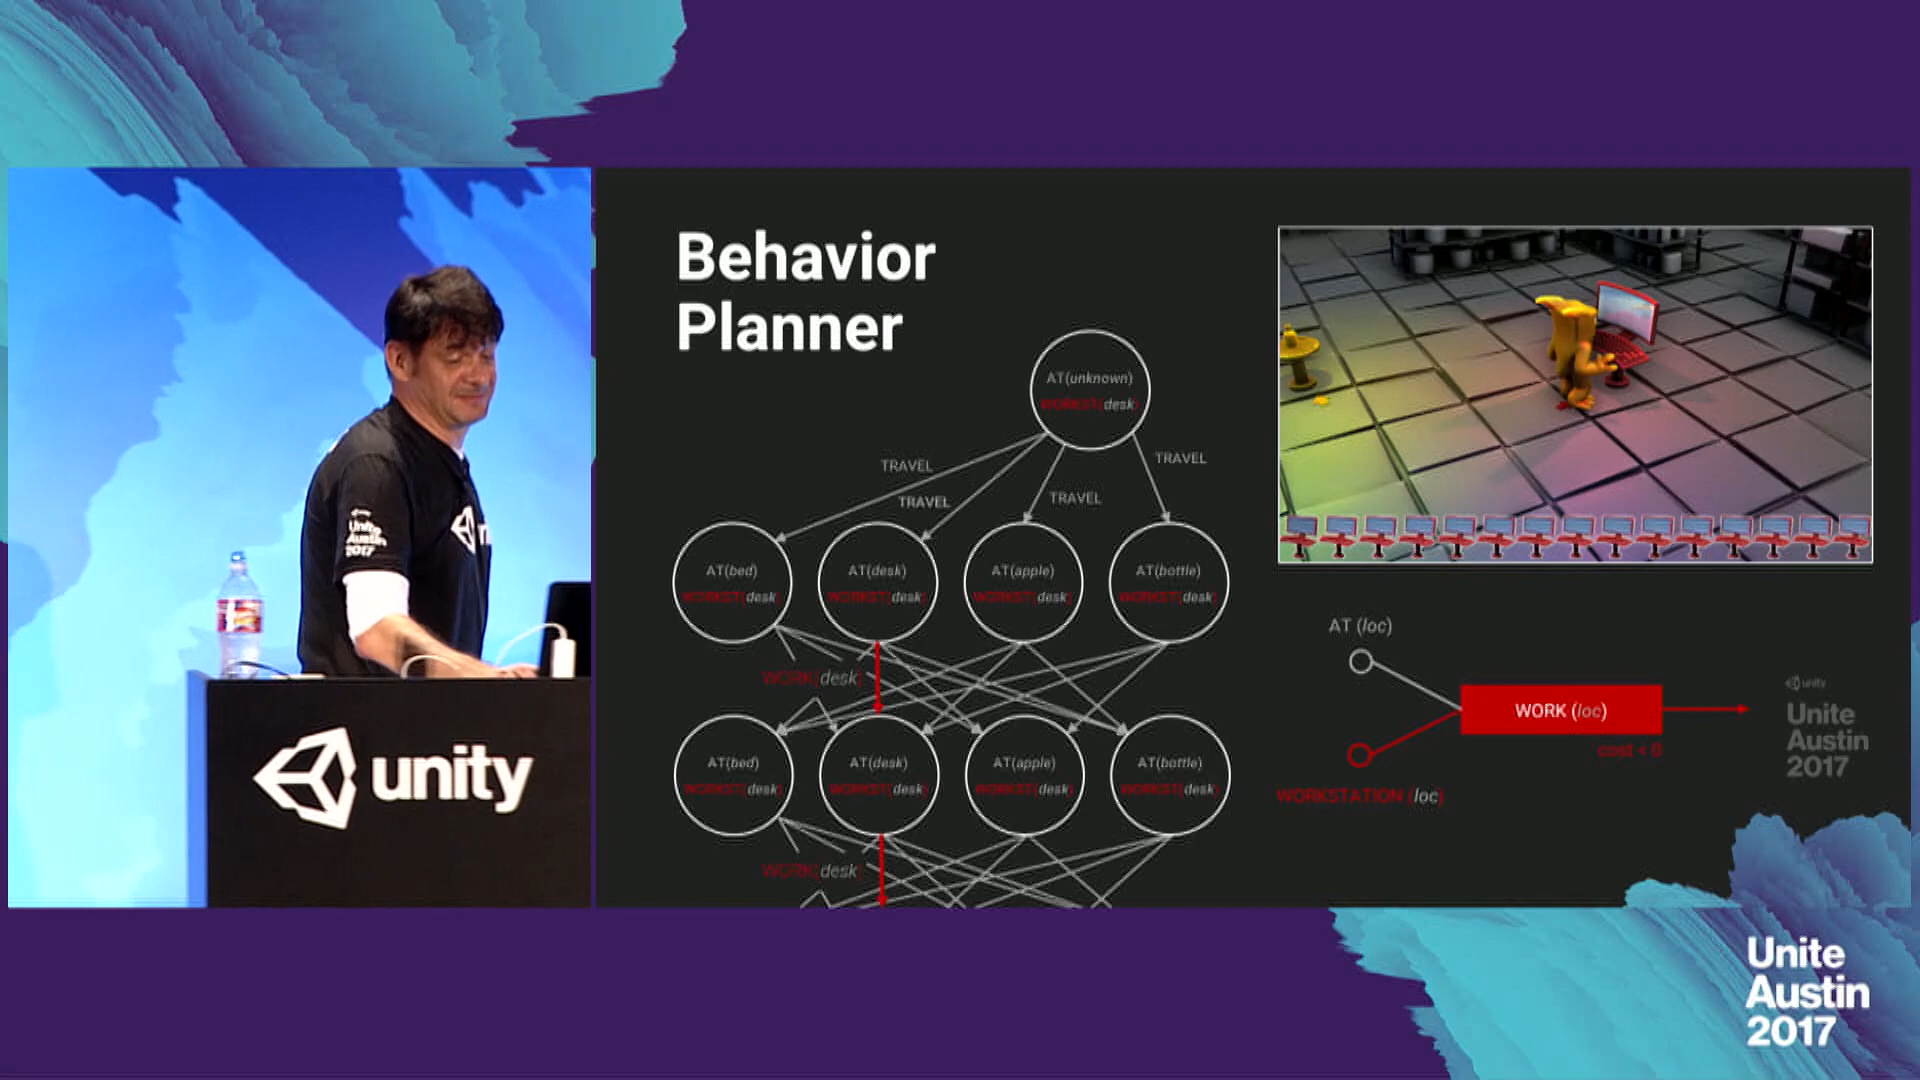 Behavior
Planner
AT(unknown)
WORKST(desk)
TRAVEL
TRAVEL
TRAVEL
TRAVEL
AT(bed)
WORKST(desk)
AT(desk)
WORKST(desk)
AT(apple)
WORKST(desk)
AT(bottle)
WORKST(desk)
WORK(desk)
AT(bed)
WORKST(desk)
AT(desk)
WORKST(desk)
AT(apple)
WORKST(desk)
AT(bottle)
WORKST(desk)
WORK(desk)
AT (loc)
WORK (loc)
cost < 0
WORKSTATION (loc)
unity
Unite
Austin
2017
Unite
Austin
2017
unity
Unite
Austin
2017